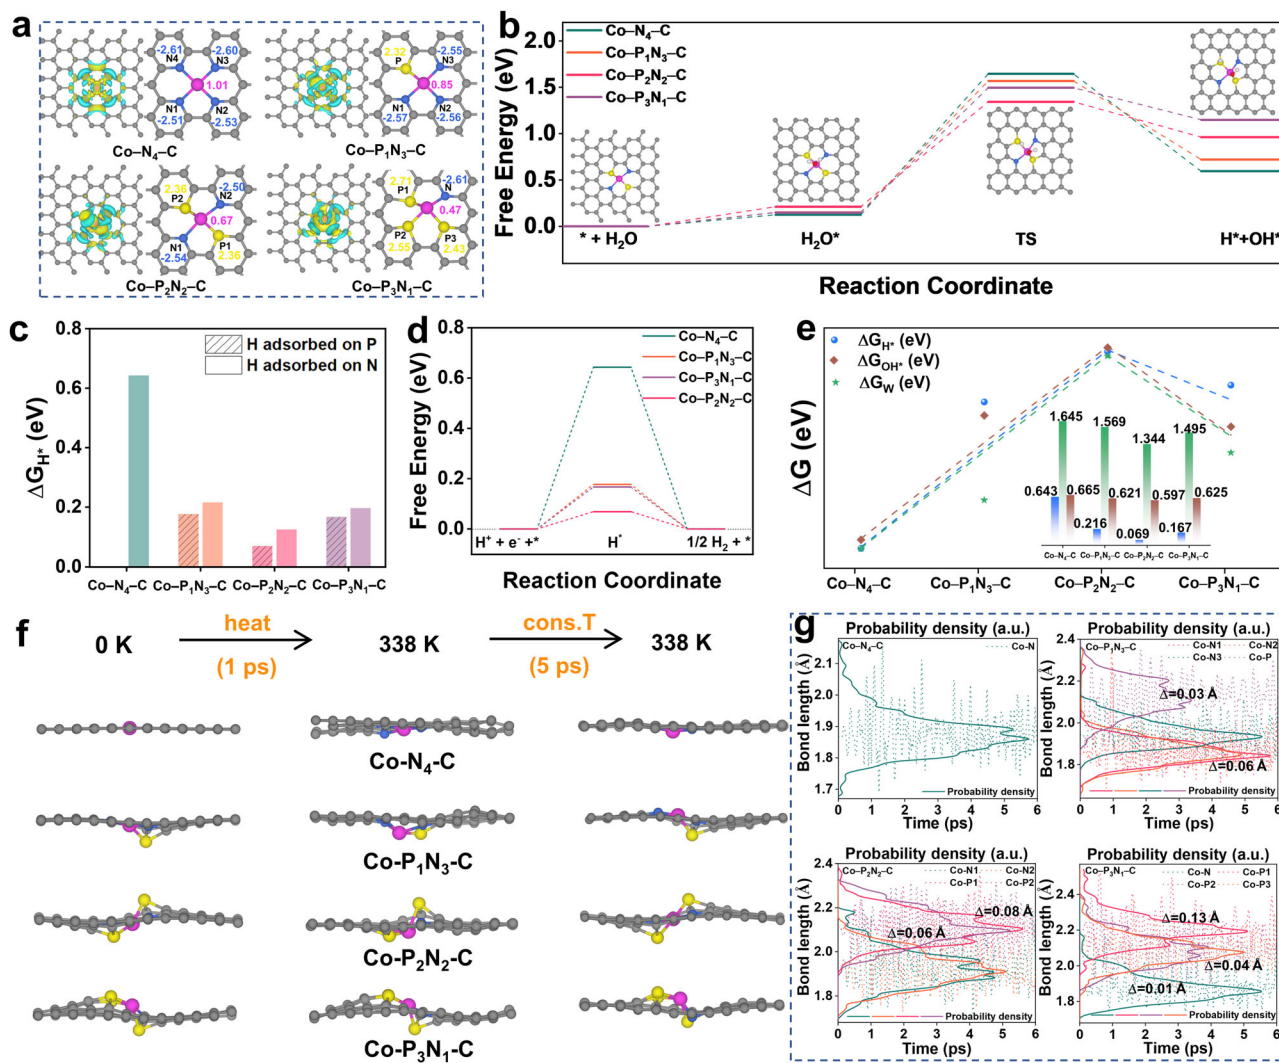 a
-2.61
-2.60
N4
N3
1.01
N1
N2
-2.51
-2.53
Co–N₄–C
2.32
-2.55
P
N3
0.85
N1
N2
-2.57
-2.56
Co–P₁N₃–C
2.36
-2.50
P2
N2
0.67
N1
P1
-2.54
2.36
Co–P₂N₂–C
2.71
-2.61
P1
N
0.47
P2
P3
2.55
2.43
Co–P₃N₁–C
b
Free Energy (eV)
2.0
1.5
1.0
0.5
0.0
Co–N₄–C
Co–P₁N₃–C
Co–P₂N₂–C
Co–P₃N₁–C
* + H₂O
H₂O*
TS
H*+OH*
Reaction Coordinate
c
ΔG_H* (eV)
0.8
0.6
0.4
0.2
0.0
H adsorbed on P
H adsorbed on N
Co–N₄–C
Co–P₁N₃–C
Co–P₂N₂–C
Co–P₃N₁–C
d
Free Energy (eV)
0.8
0.6
0.4
0.2
0.0
Co–N₄–C
Co–P₁N₃–C
Co–P₃N₁–C
Co–P₂N₂–C
H⁺ + e⁻ +*
H*
1/2 H₂ + *
Reaction Coordinate
e
ΔG (eV)
ΔG_H* (eV)
ΔG_OH* (eV)
ΔG_W (eV)
1.645
1.569
1.344
1.495
0.643
0.665
0.621
0.597
0.625
0.216
0.069
0.167
Co–N₄–C
Co–P₁N₃–C
Co–P₂N₂–C
Co–P₃N₁–C
Co–N₄–C
Co–P₁N₃–C
Co–P₂N₂–C
Co–P₃N₁–C
f
0 K
heat
(1 ps)
338 K
cons.T
(5 ps)
338 K
Co-N₄-C
Co-P₁N₃-C
Co-P₂N₂-C
Co-P₃N₁-C
g
Probability density (a.u.)
Bond length (Å)
2.1
2.0
1.9
1.8
1.7
Co–N₄–C
Co-N
Probability density
0 1 2 3 4 5 6
Time (ps)
Probability density (a.u.)
Bond length (Å)
2.4
2.2
2.0
1.8
Co–P₁N₃–C
Co-N1
Co-N2
Co-N3
Co-P
Δ=0.03 Å
Δ=0.06 Å
Probability density
0 1 2 3 4 5 6
Time (ps)
Probability density (a.u.)
Bond length (Å)
2.4
2.2
2.0
1.8
Co–P₂N₂–C
Co-N1
Co-N2
Co-P1
Co-P2
Δ=0.08 Å
Δ=0.06 Å
Probability density
0 1 2 3 4 5 6
Time (ps)
Probability density (a.u.)
Bond length (Å)
2.4
2.2
2.0
1.8
Co–P₃N₁–C
Co-N
Co-P1
Co-P2
Co-P3
Δ=0.13 Å
Δ=0.04 Å
Δ=0.01 Å
Probability density
0 1 2 3 4 5 6
Time (ps)